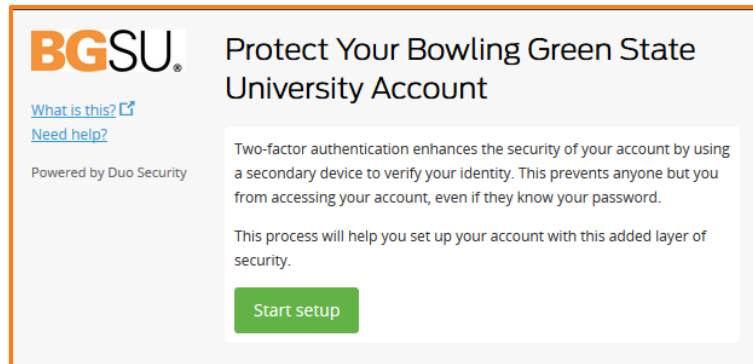 BGSU®
What is this?
Need help?
Powered by Duo Security
Protect Your Bowling Green State
University Account
Two-factor authentication enhances the security of your account by using
a secondary device to verify your identity. This prevents anyone but you
from accessing your account, even if they know your password.
This process will help you set up your account with this added layer of
security.
Start setup